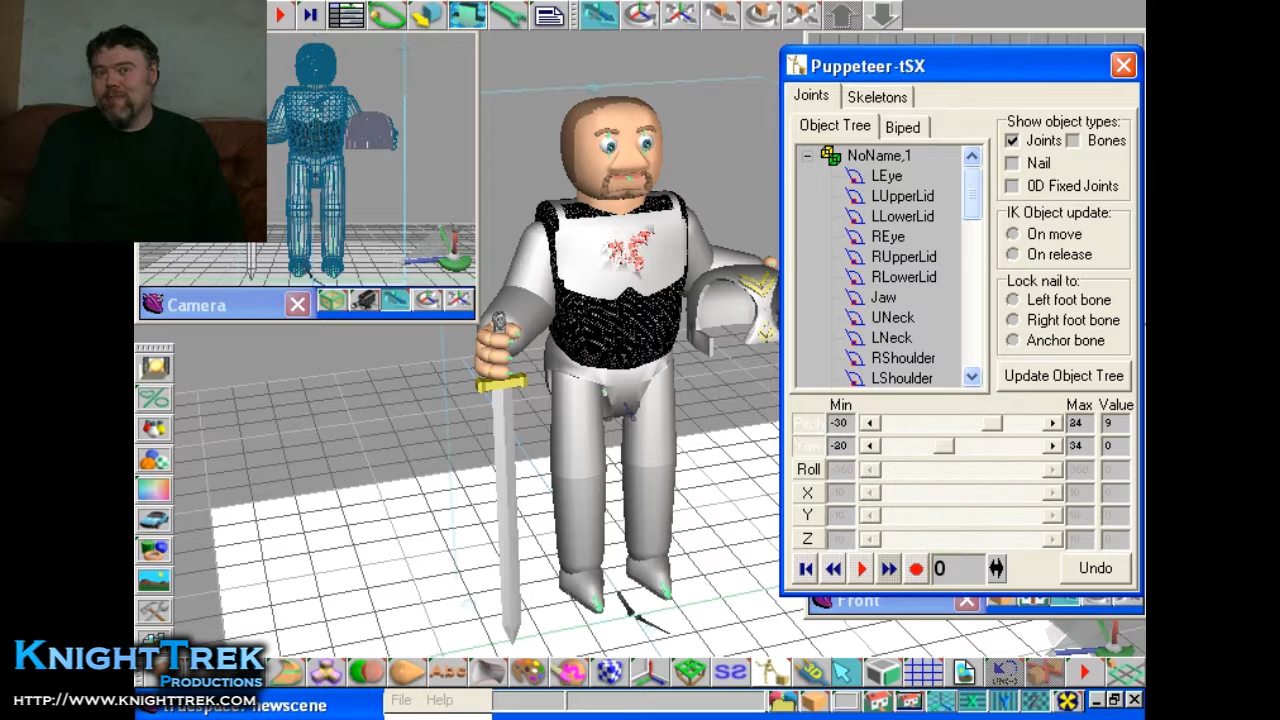 Puppeteer-tSX
Joints
Skeletons
Object Tree
Biped
NoName,1
LEye
LUpperLid
LLowerLid
REye
RUpperLid
RLowerLid
Jaw
UNeck
LNeck
RShoulder
LShoulder
Show object types:
Joints
Bones
Nail
0D Fixed Joints
IK Object update:
On move
On release
Lock nail to:
Left foot bone
Right foot bone
Anchor bone
Update Object Tree
Min
Max
Value
Pitch
-30
24
9
Yaw
-20
34
0
Roll
X
Y
Z
0
Undo
Camera
Front
KnightTrek
Productions
http://www.knighttrek.com
File
Help